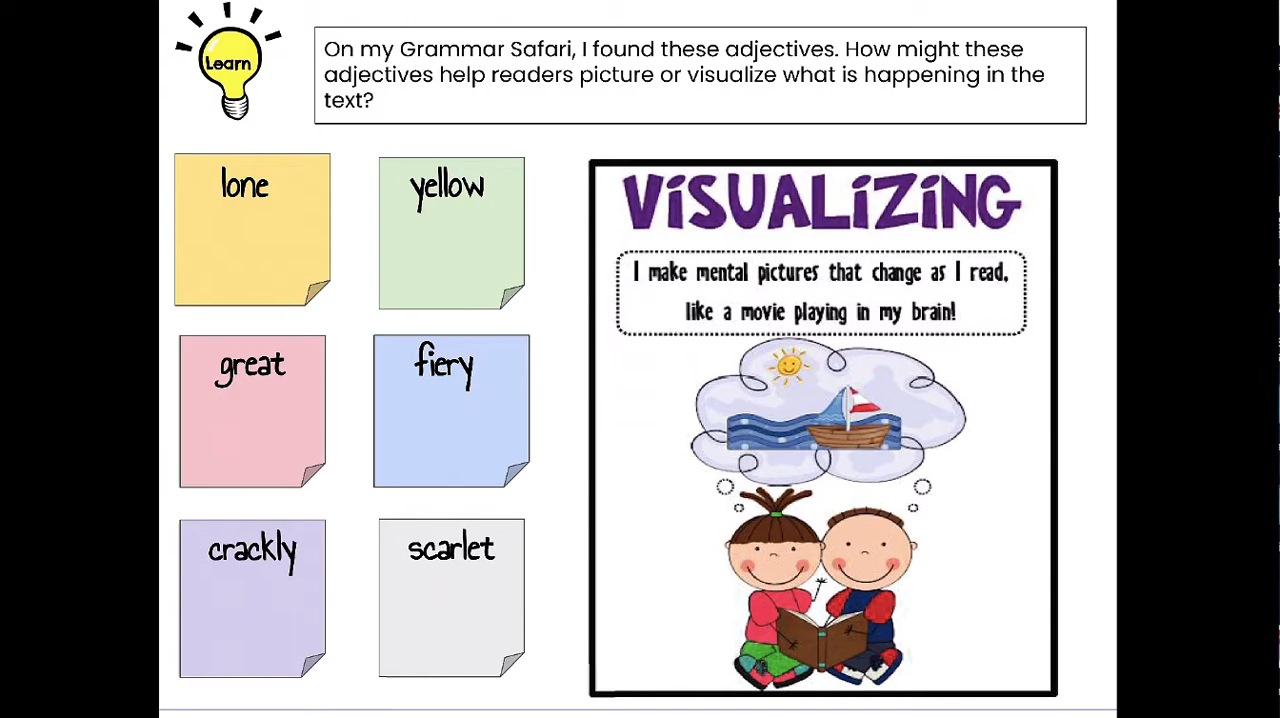 Learn
On my Grammar Safari, I found these adjectives. How might these
adjectives help readers picture or visualize what is happening in the
text?
lone
yellow
great
fiery
crackly
scarlet
VISUALIZING
I make mental pictures that change as I read,
like a movie playing in my brain!